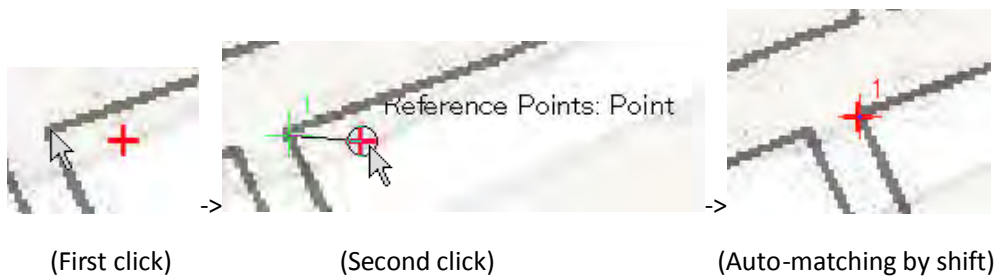 1
Reference Points: Point
1
-> ->
(First click) (Second click) (Auto-matching by shift)